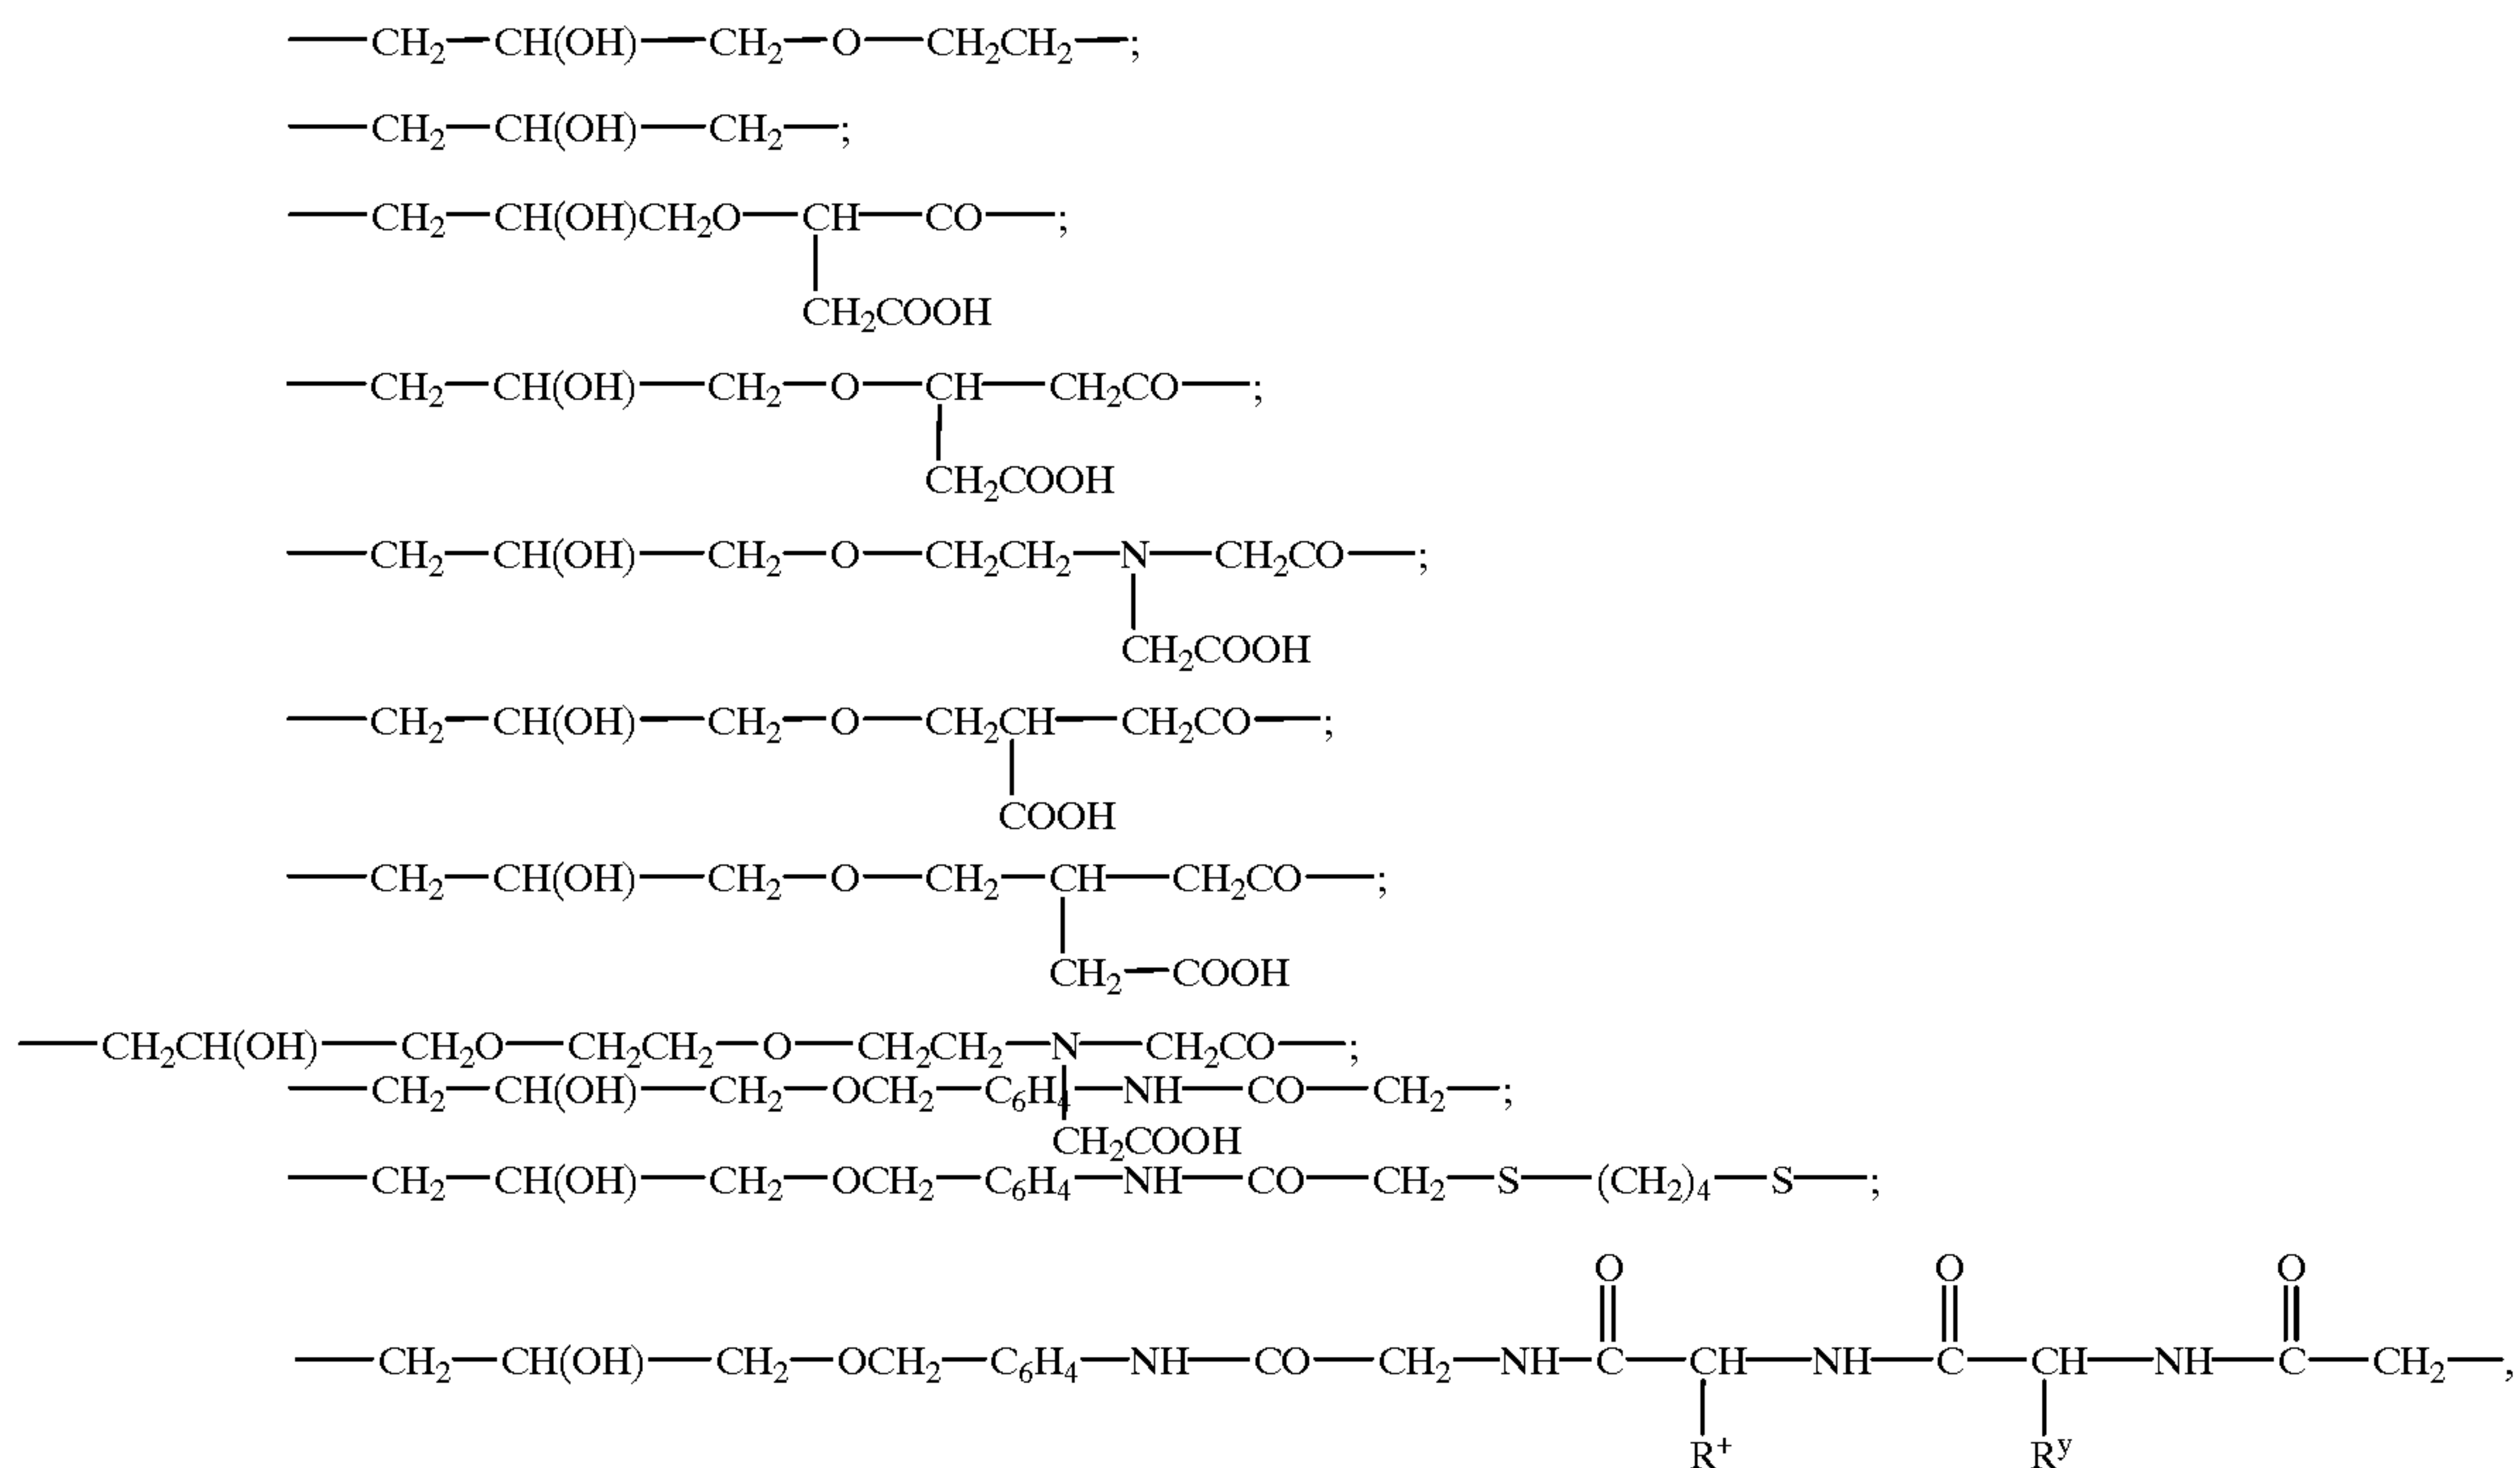 —CH₂—CH(OH)—CH₂—O—CH₂CH₂—;
—CH₂—CH(OH)—CH₂—;
—CH₂—CH(OH)CH₂O—CH—CO—;
CH₂COOH
—CH₂—CH(OH)—CH₂—O—CH—CH₂CO—;
CH₂COOH
—CH₂—CH(OH)—CH₂—O—CH₂CH₂—N—CH₂CO—;
CH₂COOH
—CH₂—CH(OH)—CH₂—O—CH₂CH—CH₂CO—;
COOH
—CH₂—CH(OH)—CH₂—O—CH₂—CH—CH₂CO—;
CH₂—COOH
—CH₂CH(OH)—CH₂O—CH₂CH₂—O—CH₂CH₂—N—CH₂CO—;
—CH₂—CH(OH)—CH₂—OCH₂—C₆H₄—NH—CO—CH₂—;
CH₂COOH
—CH₂—CH(OH)—CH₂—OCH₂—C₆H₄—NH—CO—CH₂—S—(CH₂)₄—S—;
O O O
—CH₂—CH(OH)—CH₂—OCH₂—C₆H₄—NH—CO—CH₂—NH—C—CH—NH—C—CH—NH—C—CH₂—,
R⁺ Rʸ